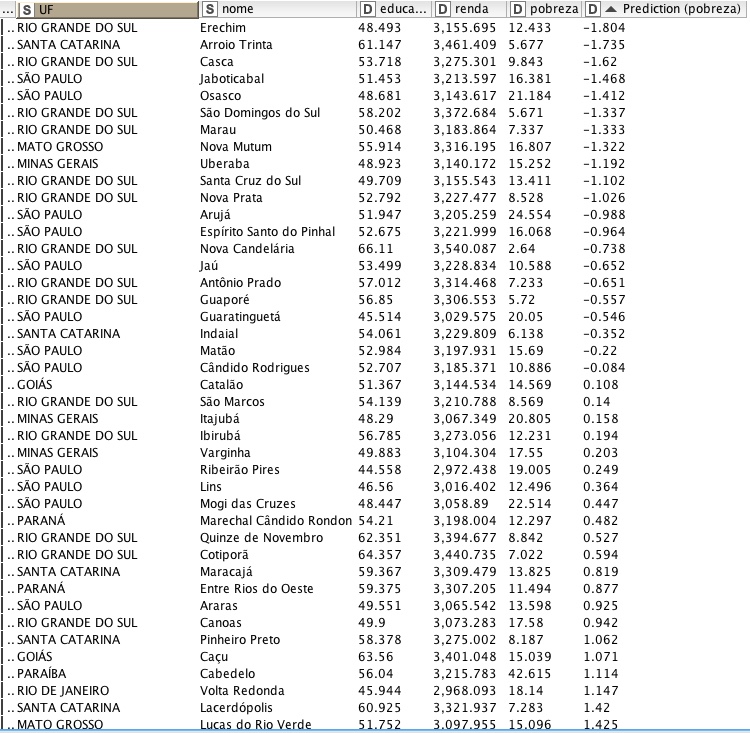 ... S UF S nome D educa... D renda D pobreza D Prediction (pobreza)
.. RIO GRANDE DO SUL Erechim 48.493 3,155.695 12.433 −1.804
.. SANTA CATARINA Arroio Trinta 61.147 3,461.409 5.677 −1.735
.. RIO GRANDE DO SUL Casca 53.718 3,275.301 9.843 −1.62
.. SÃO PAULO Jaboticabal 51.453 3,213.597 16.381 −1.468
.. SÃO PAULO Osasco 48.681 3,143.617 21.184 −1.412
.. RIO GRANDE DO SUL São Domingos do Sul 58.202 3,372.684 5.671 −1.337
.. RIO GRANDE DO SUL Marau 50.468 3,183.864 7.337 −1.333
.. MATO GROSSO Nova Mutum 55.914 3,316.195 16.807 −1.322
.. MINAS GERAIS Uberaba 48.923 3,140.172 15.252 −1.192
.. RIO GRANDE DO SUL Santa Cruz do Sul 49.709 3,155.543 13.411 −1.102
.. RIO GRANDE DO SUL Nova Prata 52.792 3,227.477 8.528 −1.026
.. SÃO PAULO Arujá 51.947 3,205.259 24.554 −0.988
.. SÃO PAULO Espírito Santo do Pinhal 52.675 3,221.999 16.068 −0.964
.. RIO GRANDE DO SUL Nova Candelária 66.11 3,540.087 2.64 −0.738
.. SÃO PAULO Jaú 53.499 3,228.834 10.588 −0.652
.. RIO GRANDE DO SUL Antônio Prado 57.012 3,314.468 7.233 −0.651
.. RIO GRANDE DO SUL Guaporé 56.85 3,306.553 5.72 −0.557
.. SÃO PAULO Guaratinguetá 45.514 3,029.575 20.05 −0.546
.. SANTA CATARINA Indaial 54.061 3,229.809 6.138 −0.352
.. SÃO PAULO Matão 52.984 3,197.931 15.69 −0.22
.. SÃO PAULO Cândido Rodrigues 52.707 3,185.371 10.886 −0.084
.. GOIÁS Catalão 51.367 3,144.534 14.569 0.108
.. RIO GRANDE DO SUL São Marcos 54.139 3,210.788 8.569 0.14
.. MINAS GERAIS Itajubá 48.29 3,067.349 20.805 0.158
.. RIO GRANDE DO SUL Ibirubá 56.785 3,273.056 12.231 0.194
.. MINAS GERAIS Varginha 49.883 3,104.304 17.55 0.203
.. SÃO PAULO Ribeirão Pires 44.558 2,972.438 19.005 0.249
.. SÃO PAULO Lins 46.56 3,016.402 12.496 0.364
.. SÃO PAULO Mogi das Cruzes 48.447 3,058.89 22.514 0.447
.. PARANÁ Marechal Cândido Rondon 54.21 3,198.004 12.297 0.482
.. RIO GRANDE DO SUL Quinze de Novembro 62.351 3,394.677 8.842 0.527
.. RIO GRANDE DO SUL Cotiporã 64.357 3,440.735 7.022 0.594
.. SANTA CATARINA Maracajá 59.367 3,309.479 13.825 0.819
.. PARANÁ Entre Rios do Oeste 59.375 3,307.205 11.494 0.877
.. SÃO PAULO Araras 49.551 3,065.542 13.598 0.925
.. RIO GRANDE DO SUL Canoas 49.9 3,073.283 17.58 0.942
.. SANTA CATARINA Pinheiro Preto 58.378 3,275.002 8.187 1.062
.. GOIÁS Caçu 63.56 3,401.048 15.039 1.071
.. PARAÍBA Cabedelo 56.04 3,215.783 42.615 1.114
.. RIO DE JANEIRO Volta Redonda 45.944 2,968.093 18.14 1.147
.. SANTA CATARINA Lacerdópolis 60.925 3,321.937 7.283 1.42
.. MATO GROSSO Lucas do Rio Verde 51.752 3,097.955 15.096 1.425